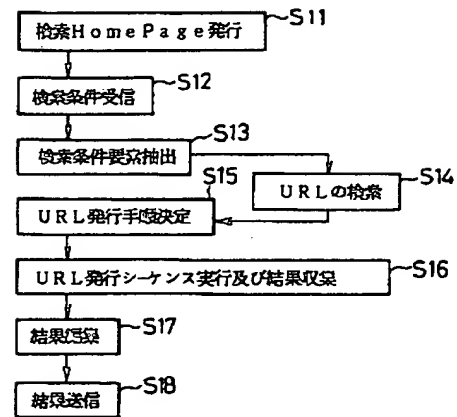 検索HomePage発行
S11
検索条件受信
S12
検索条件要素抽出
S13
URLの検索
S14
URL発行手順決定
S15
URL発行シーケンス実行及び結果収集
S16
結果編集
S17
結果送信
S18